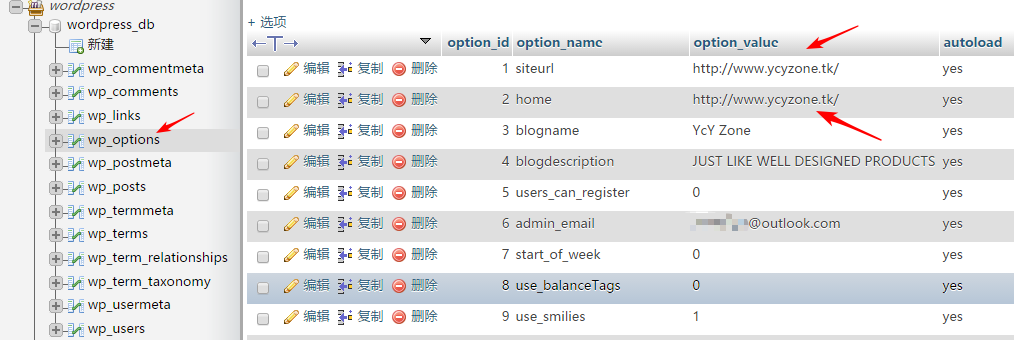 wordpress
wordpress_db
新建
wp_commentmeta
wp_comments
wp_links
wp_options
wp_postmeta
wp_posts
wp_termmeta
wp_terms
wp_term_relationships
wp_term_taxonomy
wp_usermeta
wp_users
+ 选项
←T→ ▼ option_id option_name option_value autoload
编辑 复制 删除 1 siteurl http://www.ycyzone.tk/ yes
编辑 复制 删除 2 home http://www.ycyzone.tk/ yes
编辑 复制 删除 3 blogname YcY Zone yes
编辑 复制 删除 4 blogdescription JUST LIKE WELL DESIGNED PRODUCTS yes
编辑 复制 删除 5 users_can_register 0 yes
编辑 复制 删除 6 admin_email @outlook.com yes
编辑 复制 删除 7 start_of_week 0 yes
编辑 复制 删除 8 use_balanceTags 0 yes
编辑 复制 删除 9 use_smilies 1 yes